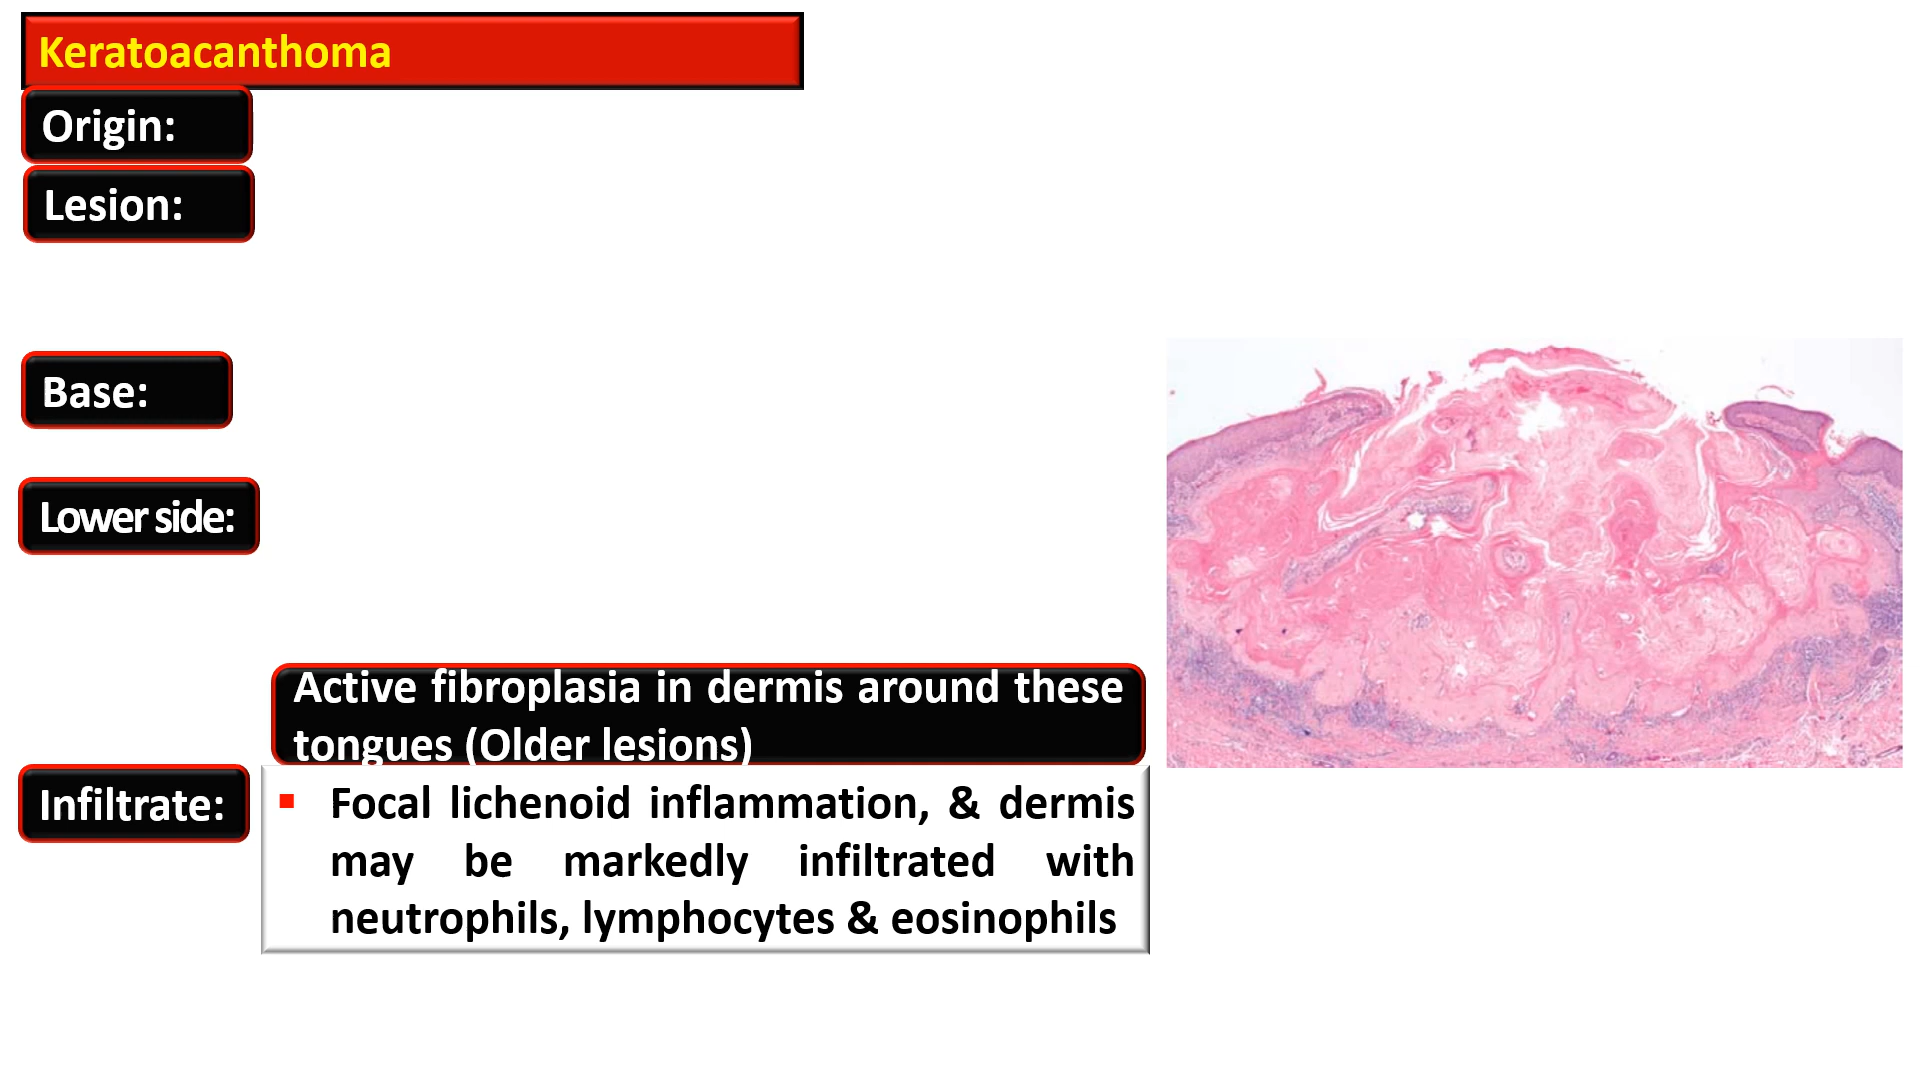 Keratoacanthoma
Origin:
Lesion:
Base:
Lower side:
Active fibroplasia in dermis around these
tongues (Older lesions)
Infiltrate:
▪ Focal lichenoid inflammation, & dermis
may be markedly infiltrated with
neutrophils, lymphocytes & eosinophils